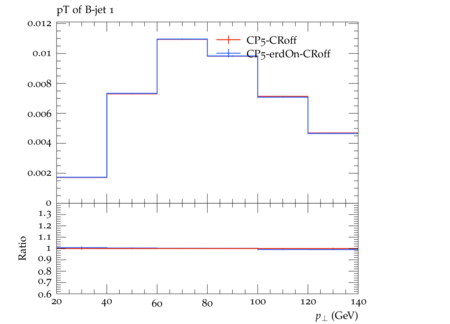 pT of B-jet 1
0.012
0.01
0.008
0.006
0.004
0.002
0
CP5-CRoff
CP5-erdOn-CRoff
1.3
1.2
1.1
1
0.9
0.8
0.7
0.6
Ratio
20 40 60 80 100 120 140
p⊥ (GeV)